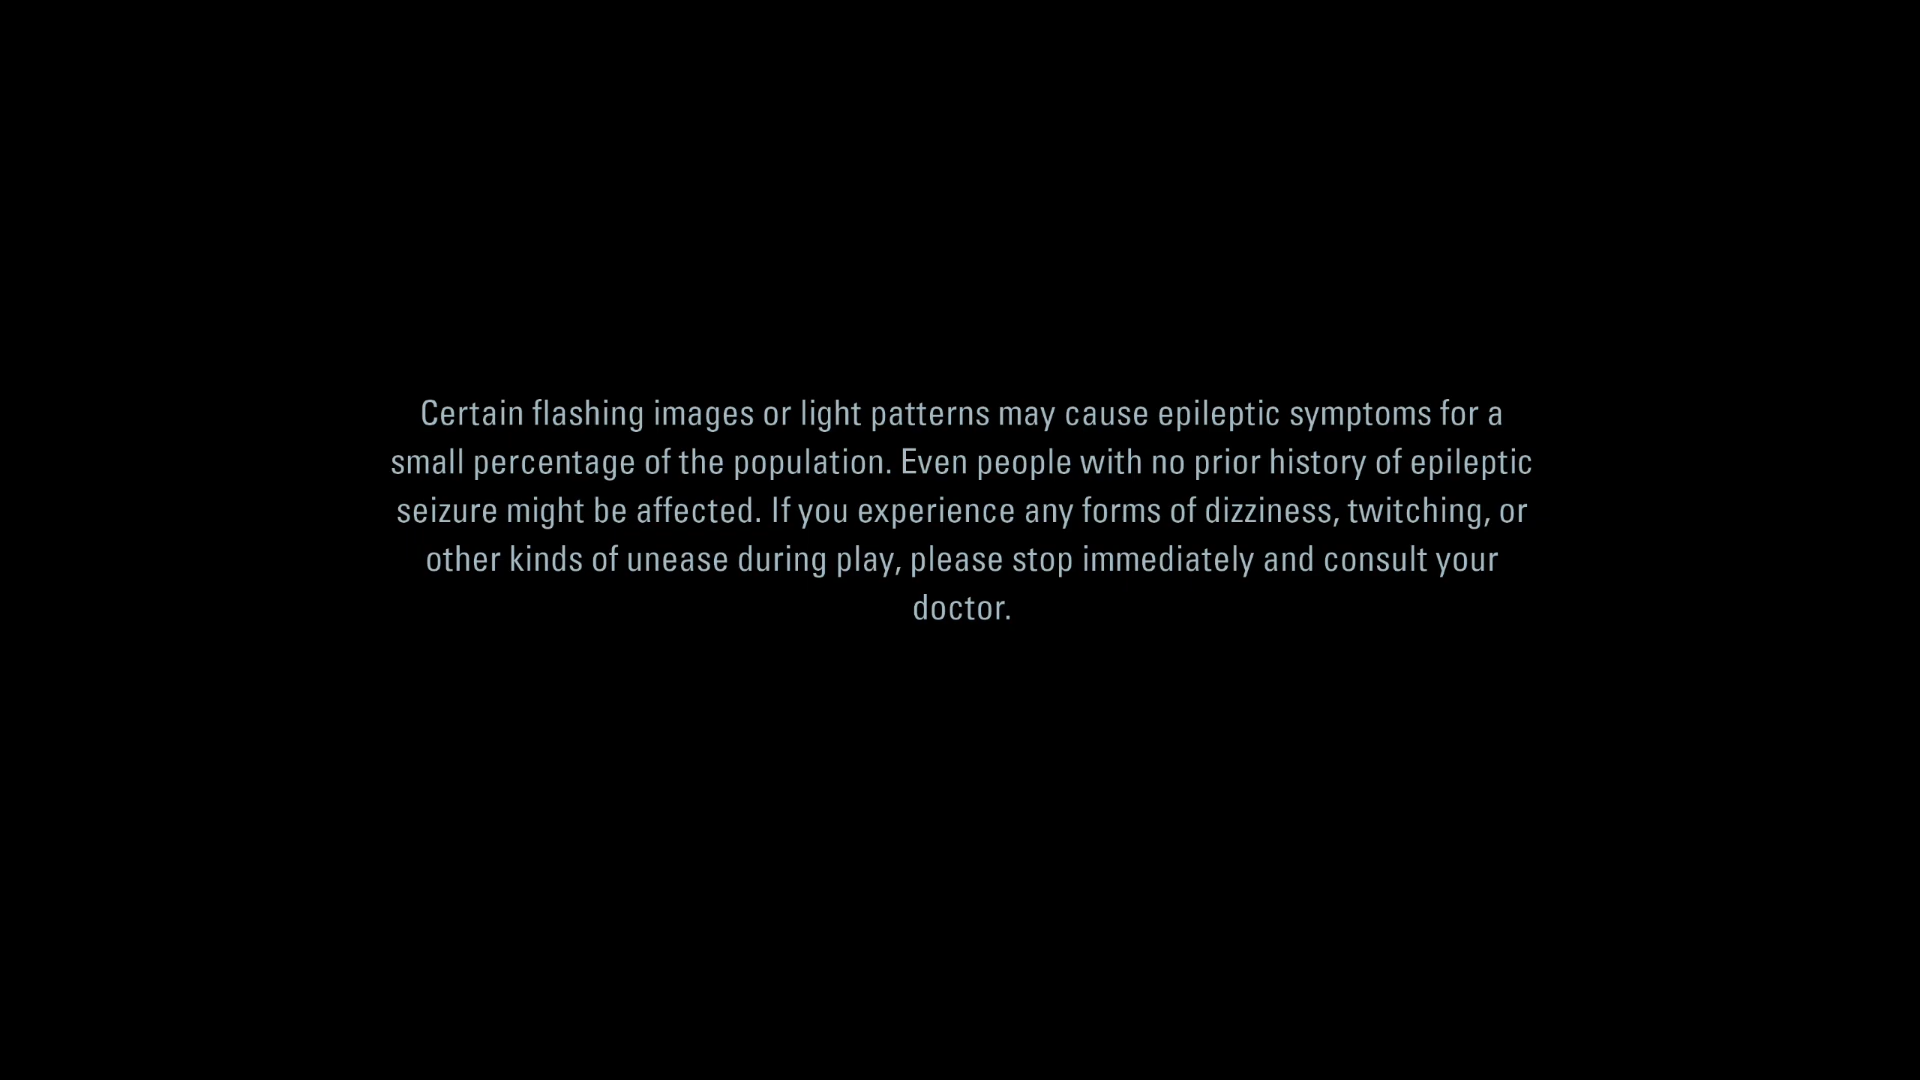 Certain flashing images or light patterns may cause epileptic symptoms for a
small percentage of the population. Even people with no prior history of epileptic
seizure might be affected. If you experience any forms of dizziness, twitching, or
other kinds of unease during play, please stop immediately and consult your
doctor.